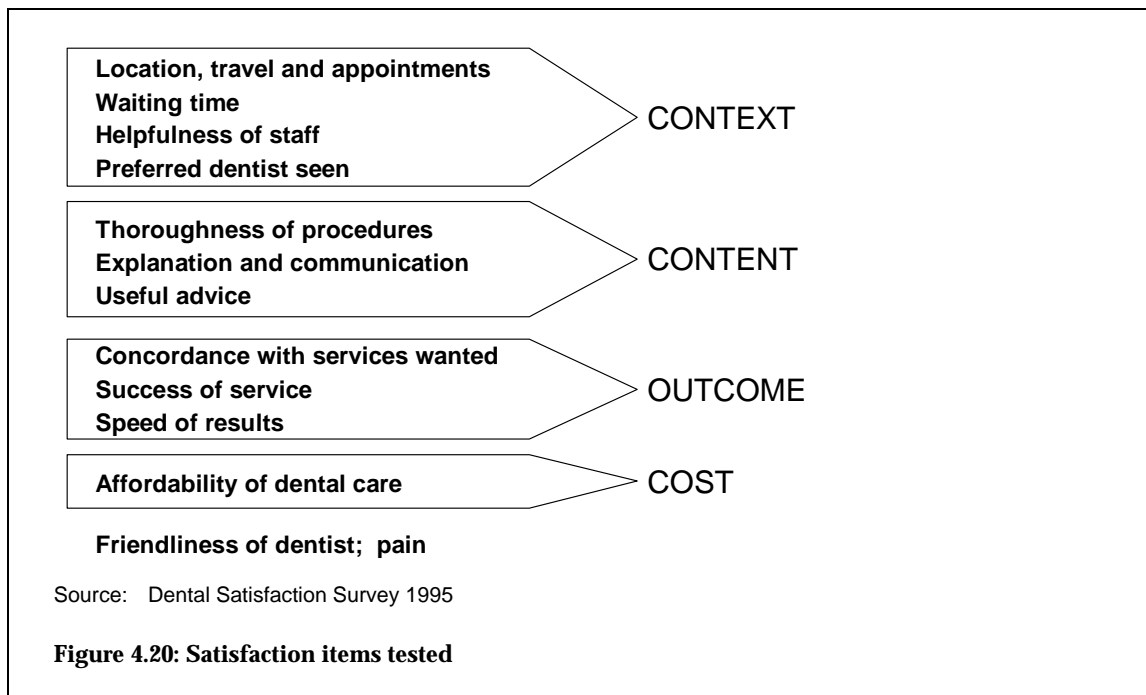 Location, travel and appointments
Waiting time
Helpfulness of staff
Preferred dentist seen
CONTEXT
Thoroughness of procedures
Explanation and communication
Useful advice
CONTENT
Concordance with services wanted
Success of service
Speed of results
OUTCOME
Affordability of dental care
COST
Friendliness of dentist; pain
Source: Dental Satisfaction Survey 1995
Figure 4.20: Satisfaction items tested